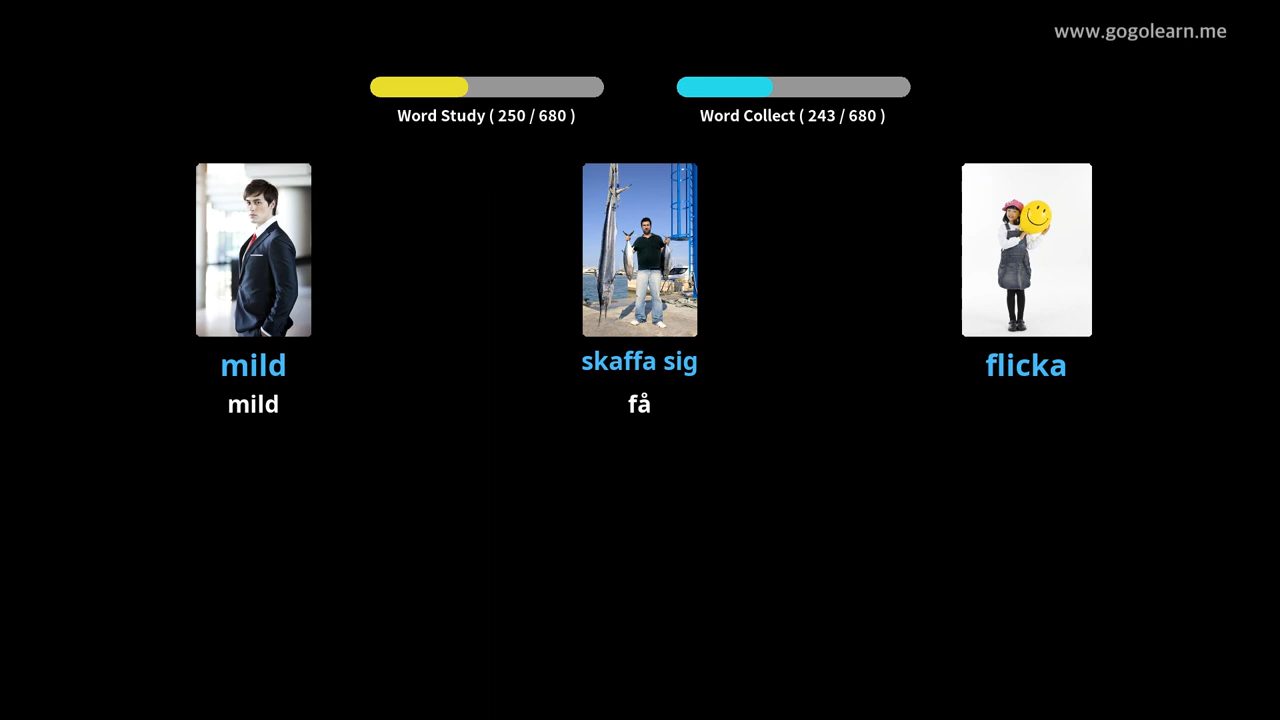 www.gogolearn.me
Word Study ( 250 / 680 )
Word Collect ( 243 / 680 )
mild
skaffa sig
flicka
mild
få